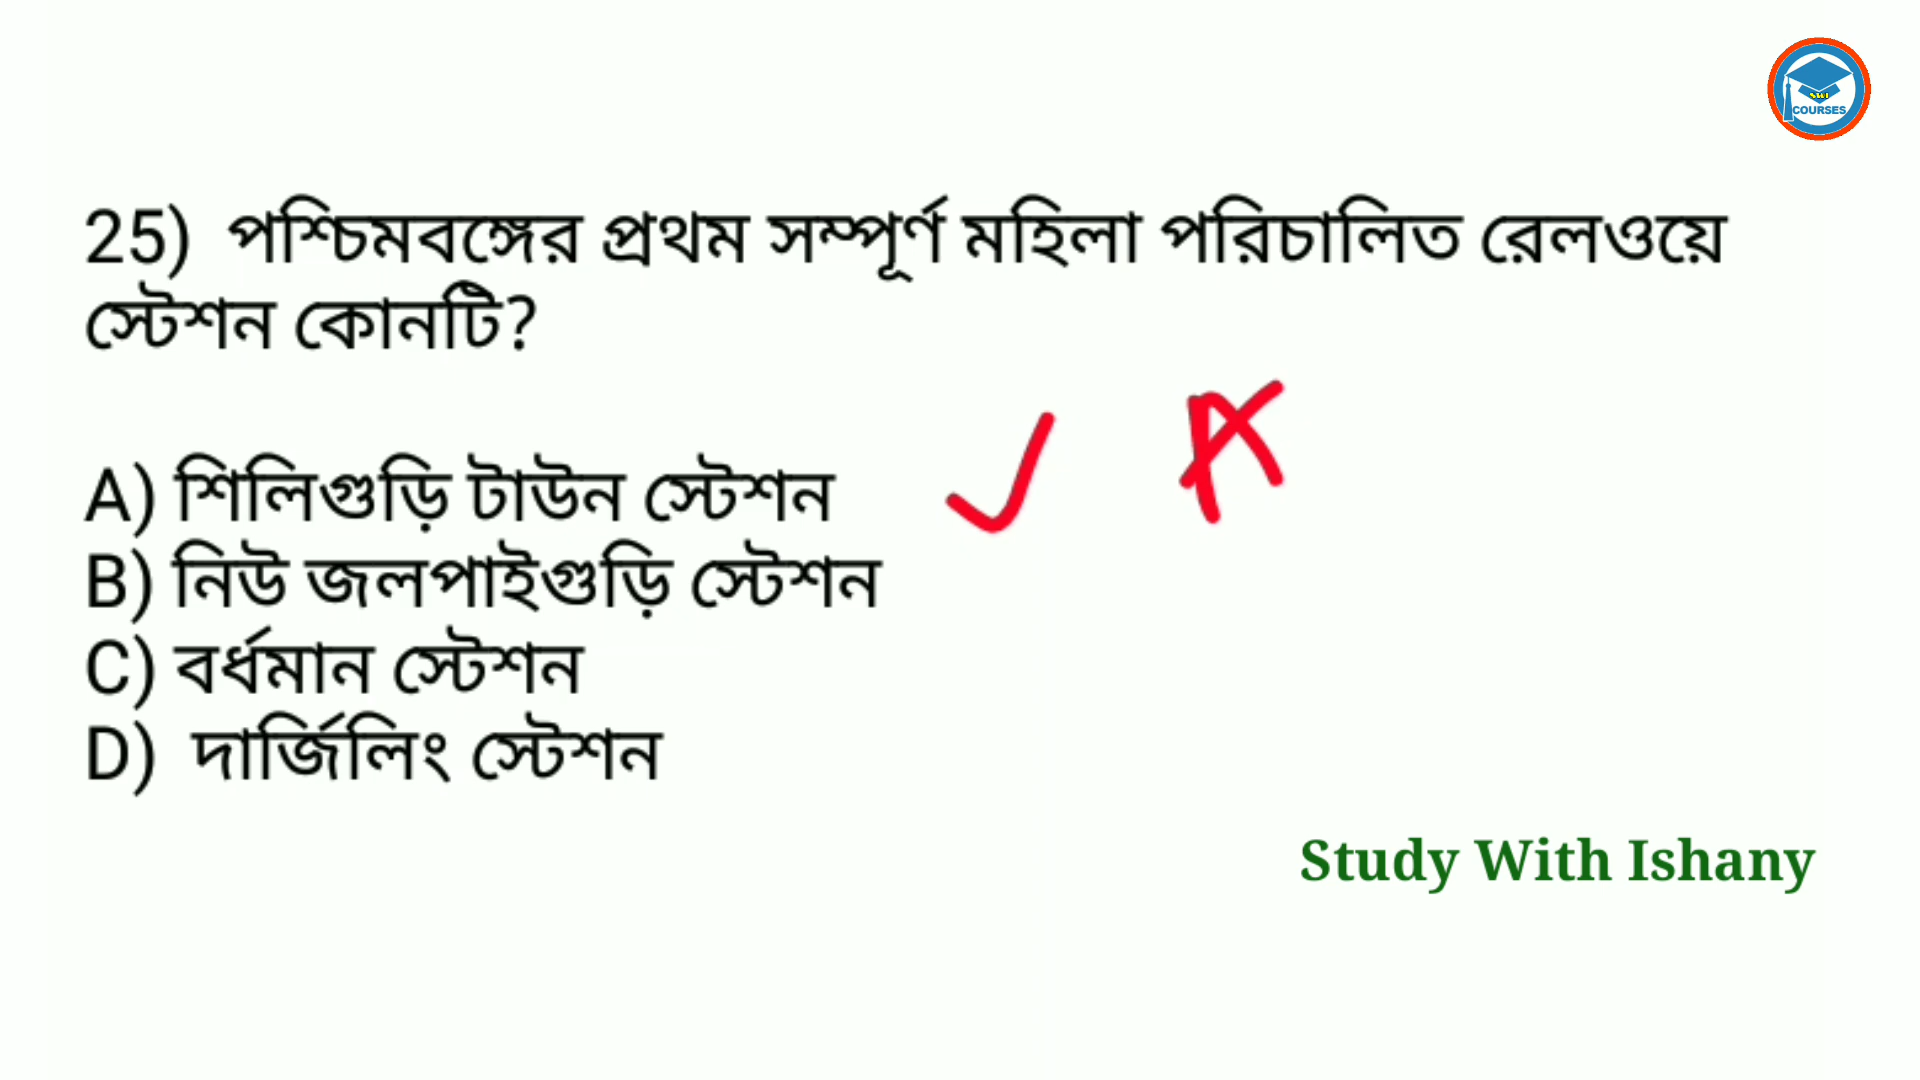 COURSES
25) পশ্চিমবঙ্গের প্রথম সম্পূর্ণ মহিলা পরিচালিত রেলওয়ে
স্টেশন কোনটি?
A) শিলিগুড়ি টাউন স্টেশন
B) নিউ জলপাইগুড়ি স্টেশন
C) বর্ধমান স্টেশন
D) দার্জিলিং স্টেশন
Study With Ishany